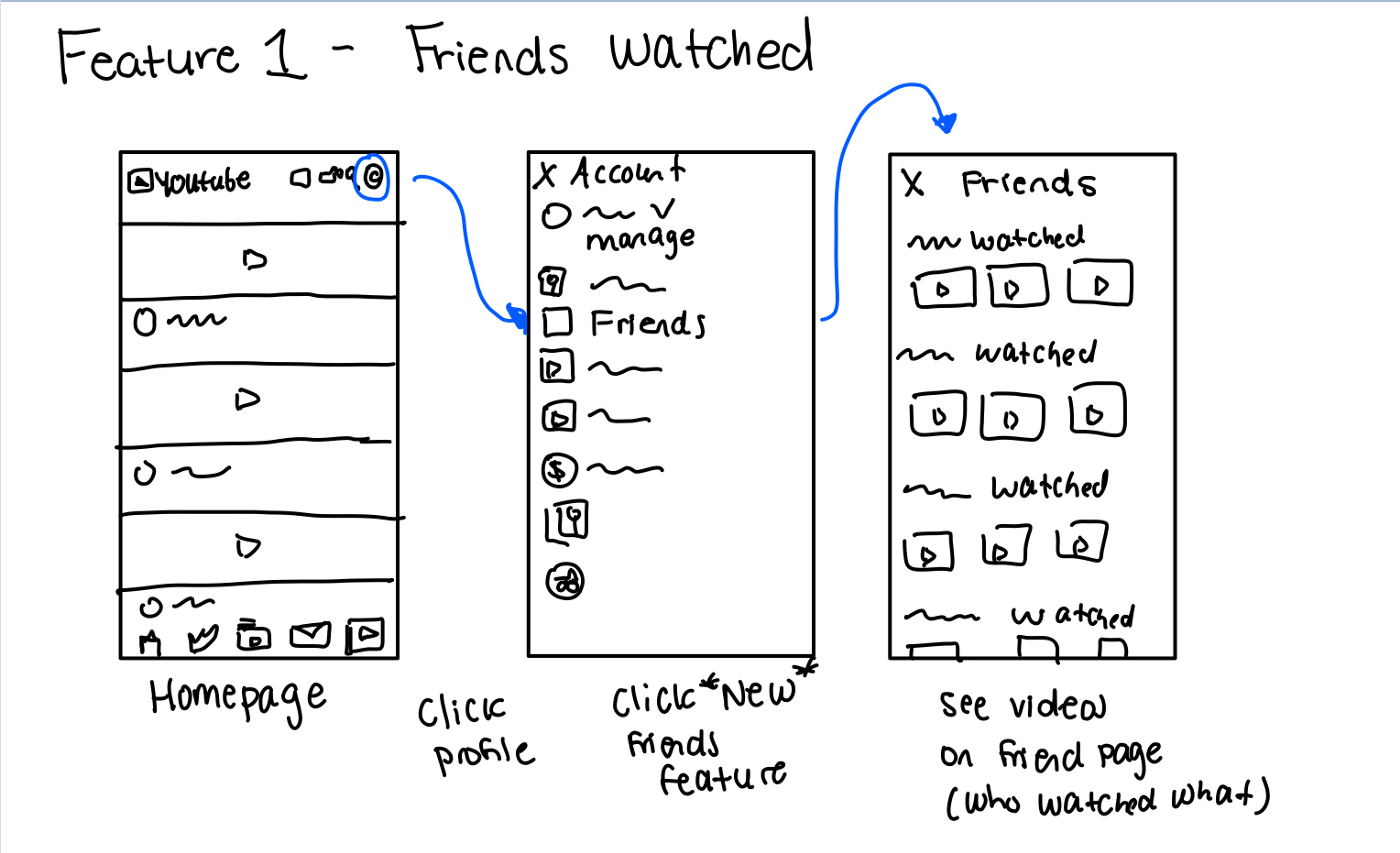 Feature 1 - Friends Watched
Youtube
X Account
manage
Friends
$
X Friends
watched
watched
watched
watched
Homepage
Click
profile
Click *New*
Friends
feature
See videos
on friend page
(who watched what)